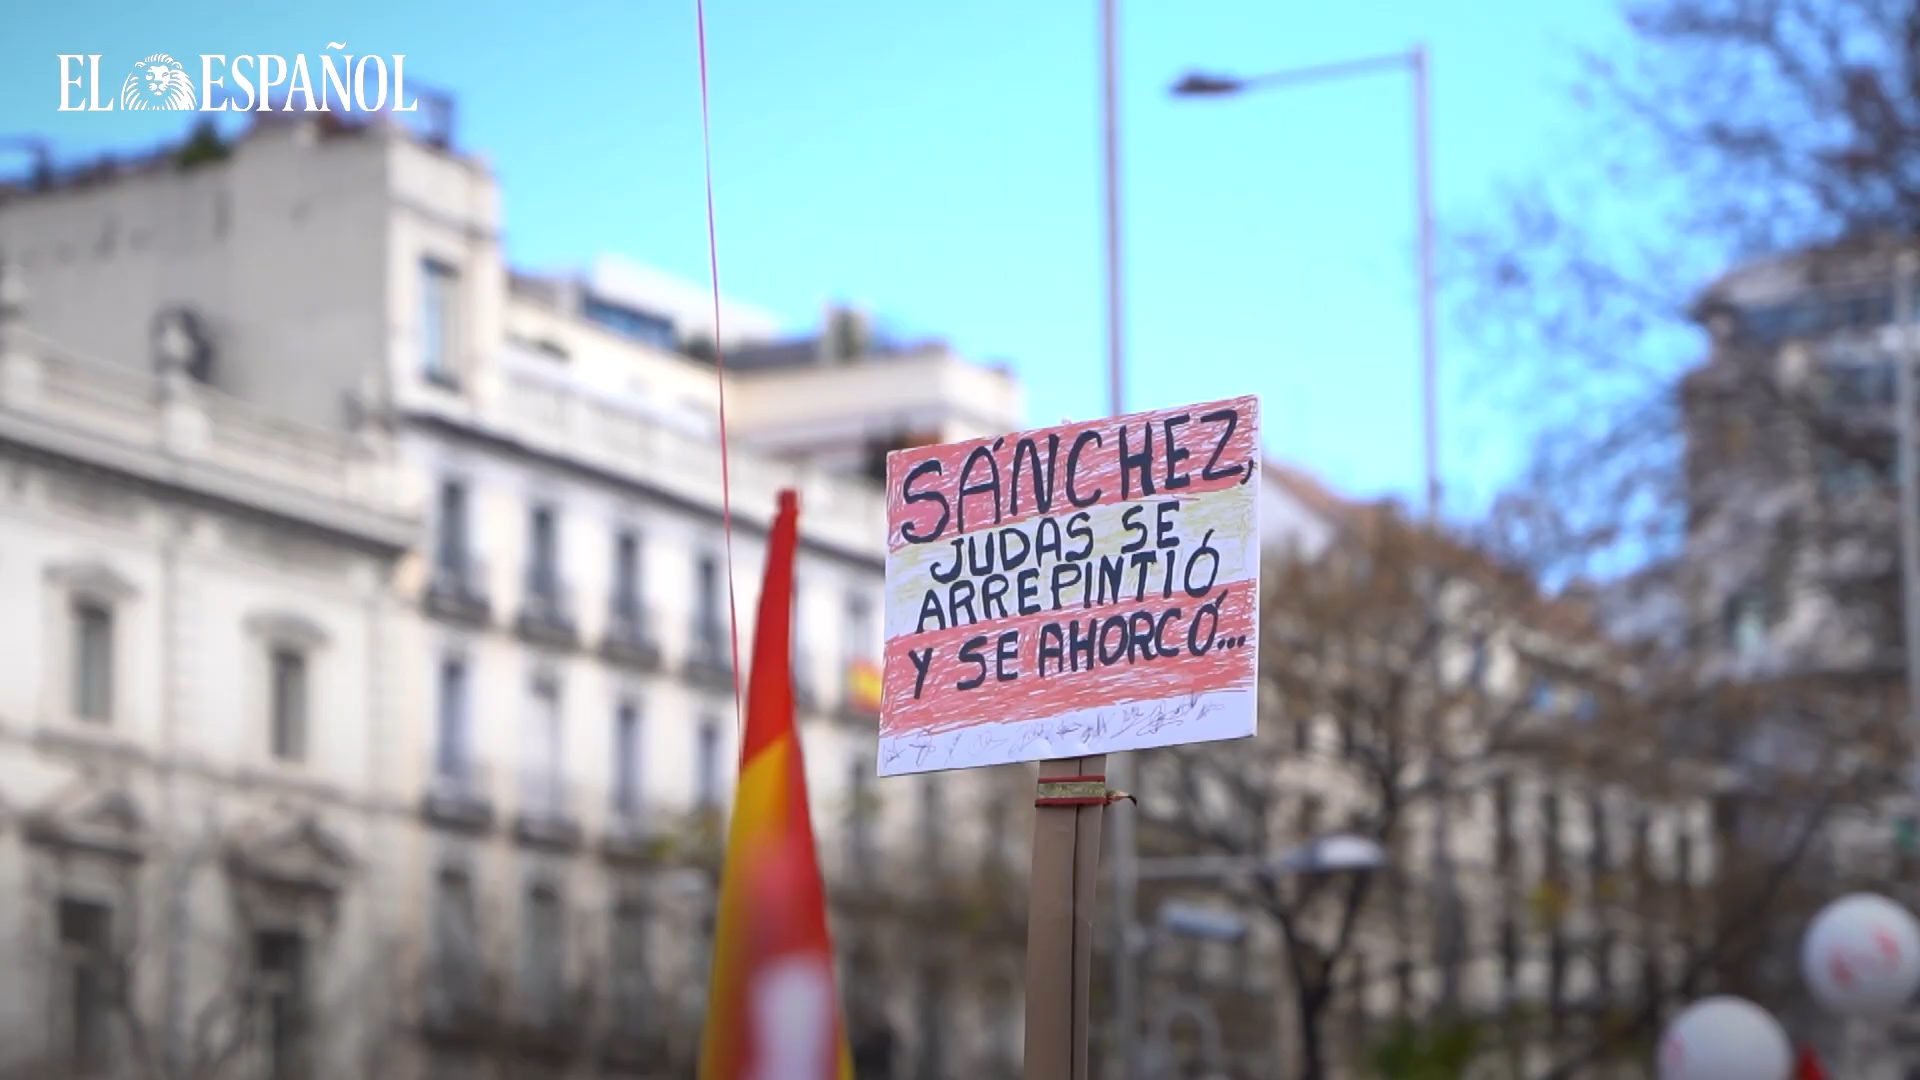 EL ESPAÑOL
SÁNCHEZ,
JUDAS SE
ARREPINTIÓ
Y SE AHORCÓ...